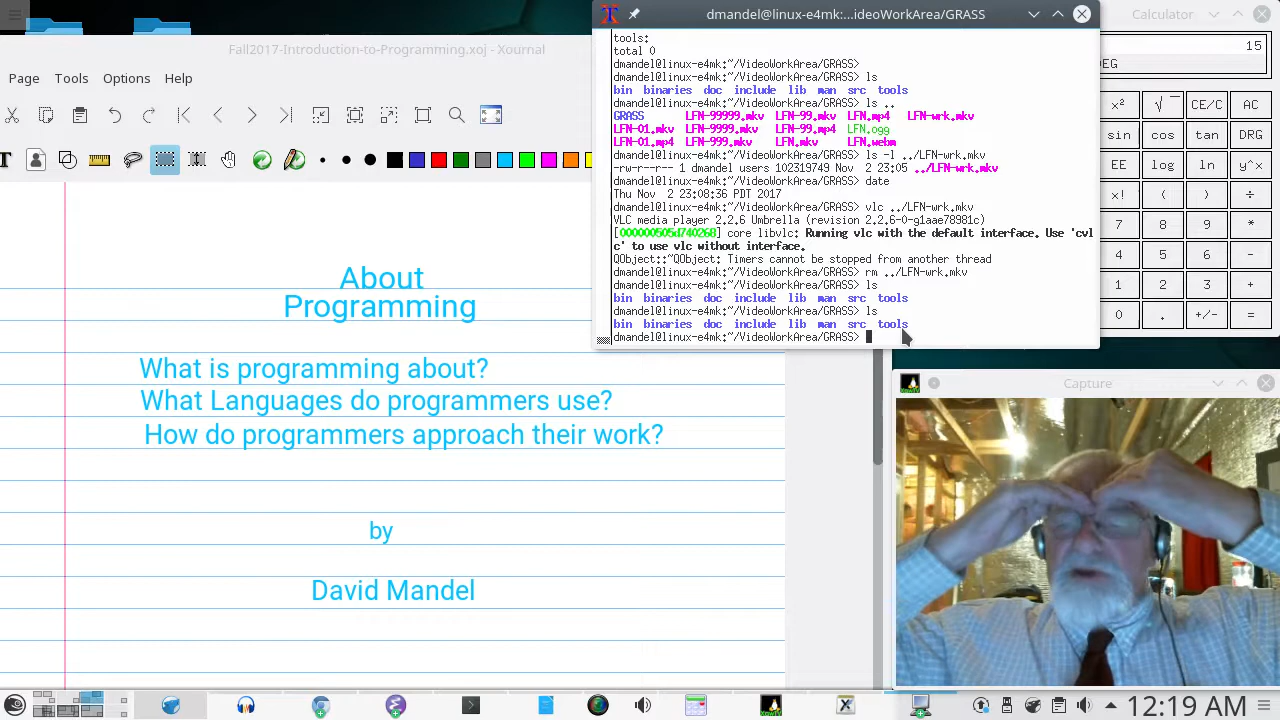 Fall2017-Introduction-to-Programming.xoj - Xournal
Page Tools Options Help
T
About
Programming
What is programming about?
What Languages do programmers use?
How do programmers approach their work?
by
David Mandel
dmandel@linux-e4mk:...ideoWorkArea/GRASS
tools:
total 0
dmandel@linux-e4mk:~/VideoWorkArea/GRASS>
dmandel@linux-e4mk:~/VideoWorkArea/GRASS> ls
bin binaries doc include lib man src tools
dmandel@linux-e4mk:~/VideoWorkArea/GRASS> ls ..
GRASS LFN-99999.mkv LFN-99.mkv LFN.mp4 LFN-wrk.mkv
LFN-01.mkv LFN-9999.mkv LFN-99.mp4 LFN.ogg
LFN-01.mp4 LFN-999.mkv LFN.mkv LFN.webm
dmandel@linux-e4mk:~/VideoWorkArea/GRASS> ls -l ../LFN-wrk.mkv
-rw-r--r-- 1 dmandel users 102319749 Nov 2 23:05 ../LFN-wrk.mkv
dmandel@linux-e4mk:~/VideoWorkArea/GRASS> date
Thu Nov 2 23:08:36 PDT 2017
dmandel@linux-e4mk:~/VideoWorkArea/GRASS> vlc ../LFN-wrk.mkv
VLC media player 2.2.6 Umbrella (revision 2.2.6-0-g1aae78981c)
[000000505d740268] core libvlc: Running vlc with the default interface. Use 'cvl
c' to use vlc without interface.
QObject::~QObject: Timers cannot be stopped from another thread
dmandel@linux-e4mk:~/VideoWorkArea/GRASS> rm ../LFN-wrk.mkv
dmandel@linux-e4mk:~/VideoWorkArea/GRASS> ls
bin binaries doc include lib man src tools
dmandel@linux-e4mk:~/VideoWorkArea/GRASS> ls
bin binaries doc include lib man src tools
dmandel@linux-e4mk:~/VideoWorkArea/GRASS>
Calculator
15
DEG
x² √ CE/C AC
sin cos tan DRG
EE log ln y^x
x! ( ) ÷
7 8 9 *
4 5 6 -
1 2 3 +
0 . +/- =
Capture
12:19 AM